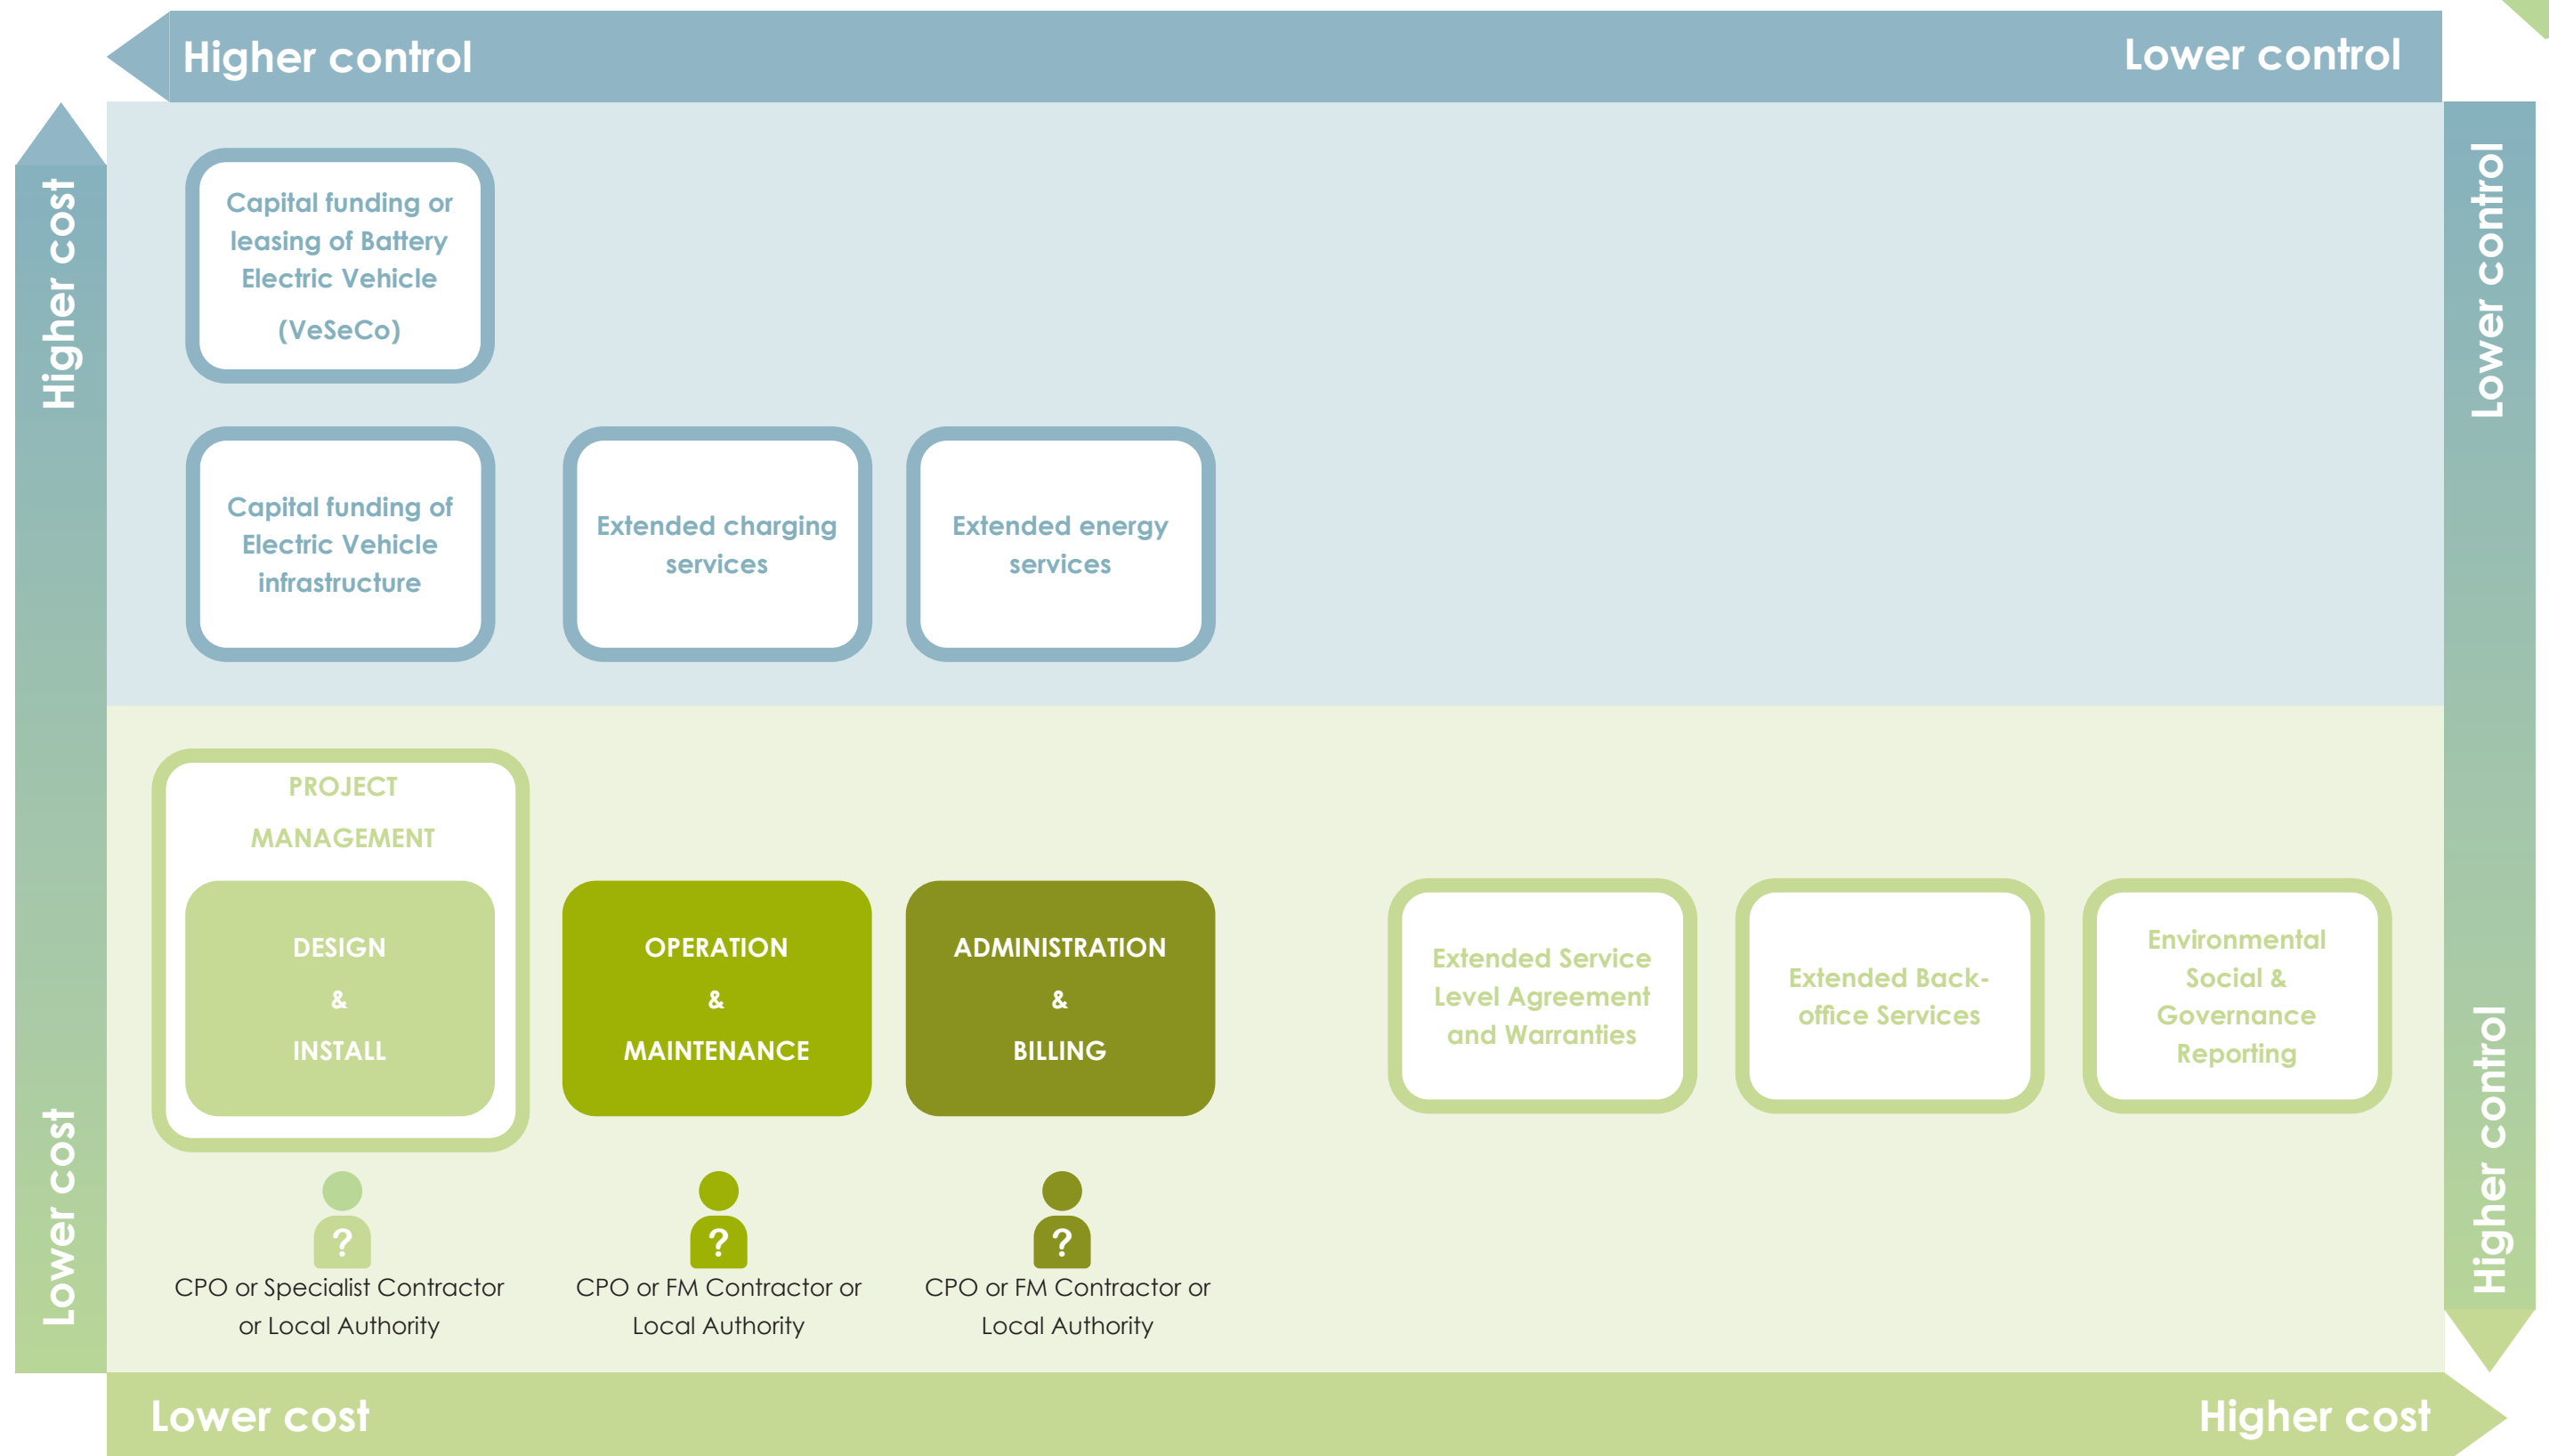 Higher control
Lower control
Higher cost
Lower control
Capital funding or
leasing of Battery
Electric Vehicle
(VeSeCo)
Capital funding of
Electric Vehicle
infrastructure
Extended charging
services
Extended energy
services
PROJECT
MANAGEMENT
DESIGN
&
INSTALL
OPERATION
&
MAINTENANCE
ADMINISTRATION
&
BILLING
Extended Service
Level Agreement
and Warranties
Extended Back-
office Services
Environmental
Social &
Governance
Reporting
Lower cost
Higher control
?
?
?
CPO or Specialist Contractor
or Local Authority
CPO or FM Contractor or
Local Authority
CPO or FM Contractor or
Local Authority
Lower cost
Higher cost